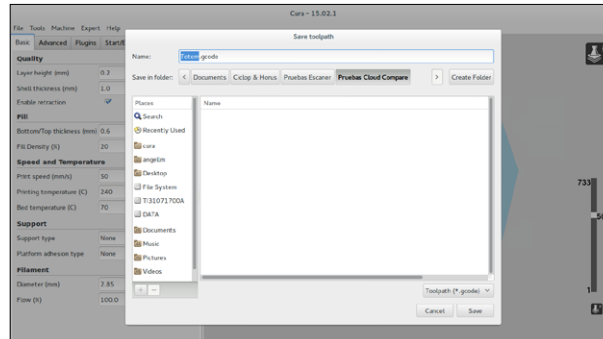 Cura - 15.02.1
File Tools Machine Expert Help
Basic Advanced Plugins Start/E
Quality
Layer height (mm) 0.2
Shell thickness (mm) 1.0
Enable retraction
Fill
Bottom/Top thickness (mm) 0.6
Fill Density (%) 20
Speed and Temperature
Print speed (mm/s) 50
Printing temperature (C) 240
Bed temperature (C) 70
Support
Support type None
Platform adhesion type None
Filament
Diameter (mm) 2.85
Flow (%) 100.0
Save toolpath
Name: Totem.gcode
Save in folder: < Documents Ciclop & Horus Pruebas Escaner Pruebas Cloud Compare > Create Folder
Places Name
Search
Recently Used
cura
Desktop
File System
TI31071700A
DATA
Documents
Music
Pictures
Videos
+ −
Toolpath (*.gcode)
Cancel Save
733
1